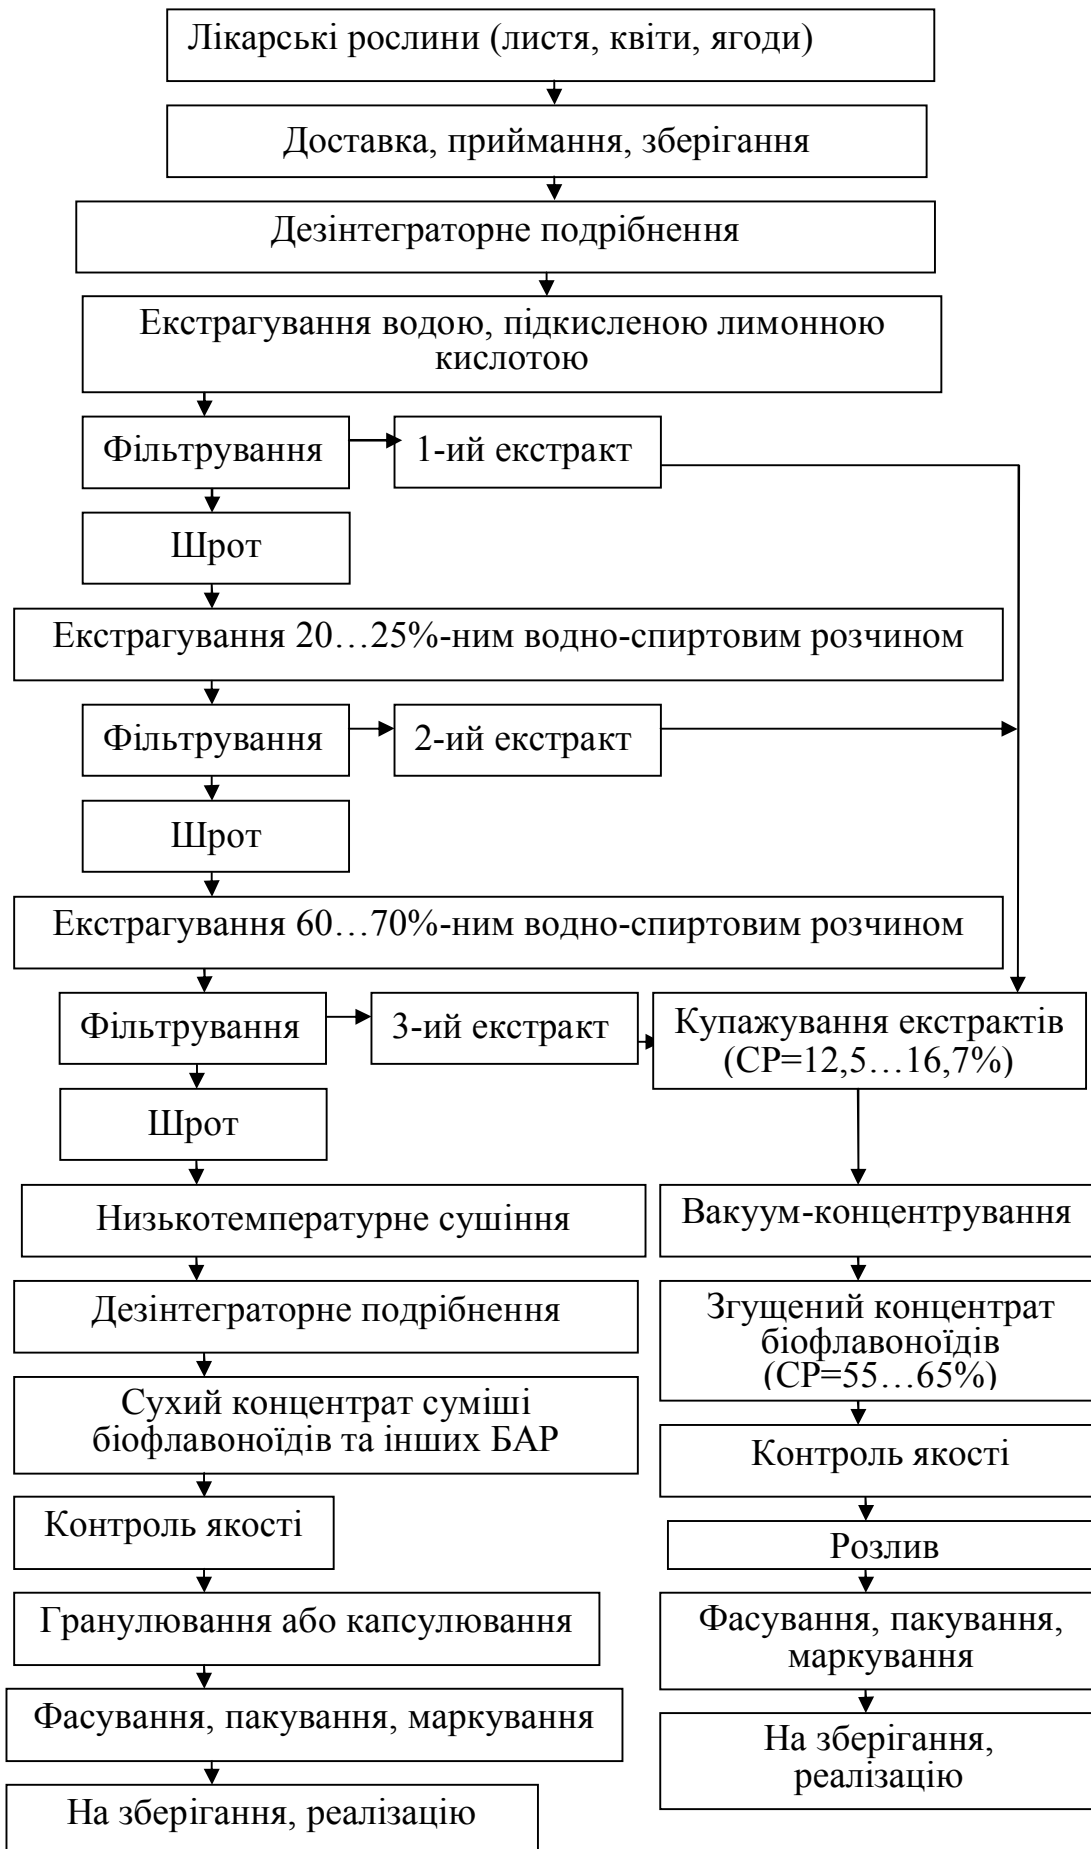 Лікарські рослини (листя, квіти, ягоди)
Доставка, приймання, зберігання
Дезінтеграторне подрібнення
Екстрагування водою, підкисленою лимонною
кислотою
Фільтрування
1-ий екстракт
Шрот
Екстрагування 20…25%-ним водно-спиртовим розчином
Фільтрування
2-ий екстракт
Шрот
Екстрагування 60…70%-ним водно-спиртовим розчином
Фільтрування
3-ий екстракт
Купажування екстрактів
(СР=12,5…16,7%)
Шрот
Низькотемпературне сушіння
Дезінтеграторне подрібнення
Сухий концентрат суміші
біофлавоноїдів та інших БАР
Контроль якості
Гранулювання або капсулювання
Фасування, пакування, маркування
На зберігання, реалізацію
Вакуум-концентрування
Згущений концентрат
біофлавоноїдів
(СР=55…65%)
Контроль якості
Розлив
Фасування, пакування,
маркування
На зберігання,
реалізацію